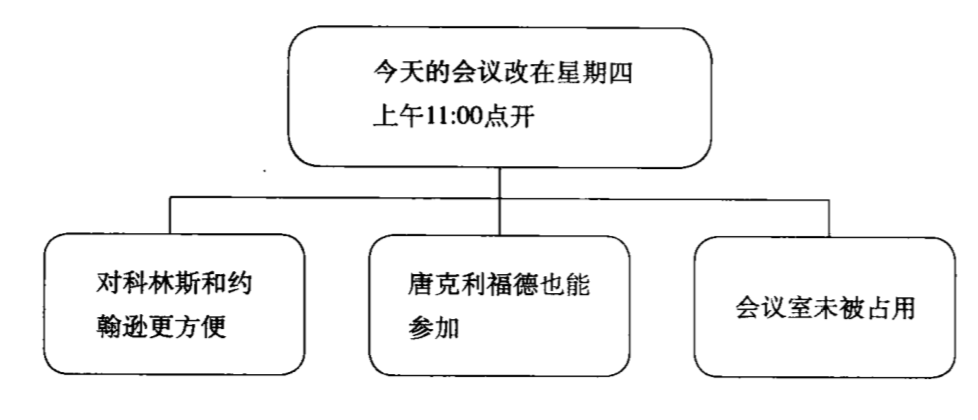 今天的会议改在星期四
上午11:00点开
对科林斯和约
翰逊更方便
唐克利福德也能
参加
会议室未被占用